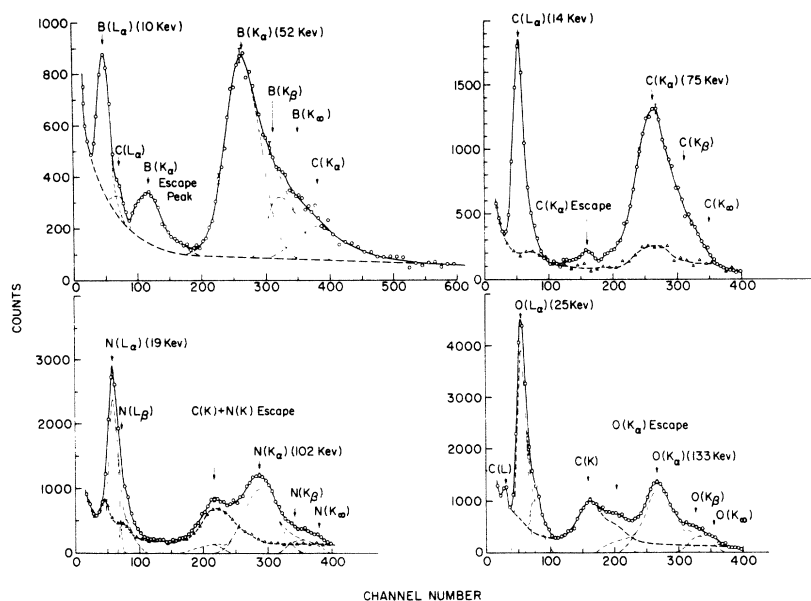 B(Lα)(10 Kev)
B(Kα)(52 Kev)
B(Kβ)
B(K∞)
C(Kα)
C(Lα)
B(Kα)
Escape
Peak
1000
800
600
400
200
0
0 100 200 300 400 500 600
C(Lα)(14 Kev)
C(Kα)(75 Kev)
C(Kβ)
C(K∞)
C(Kα) Escape
1500
1000
500
0
0 100 200 300 400
COUNTS
N(Lα)(19 Kev)
N(Lβ)
C(K)+N(K) Escape
N(Kα)(102 Kev)
N(Kβ)
N(K∞)
3000
2000
1000
0
0 100 200 300 400
O(Lα)(25Kev)
O(Kα) Escape
C(L)
C(K)
O(Kα)(133 Kev)
O(Kβ)
O(K∞)
4000
3000
2000
1000
0
0 100 200 300 400
CHANNEL NUMBER